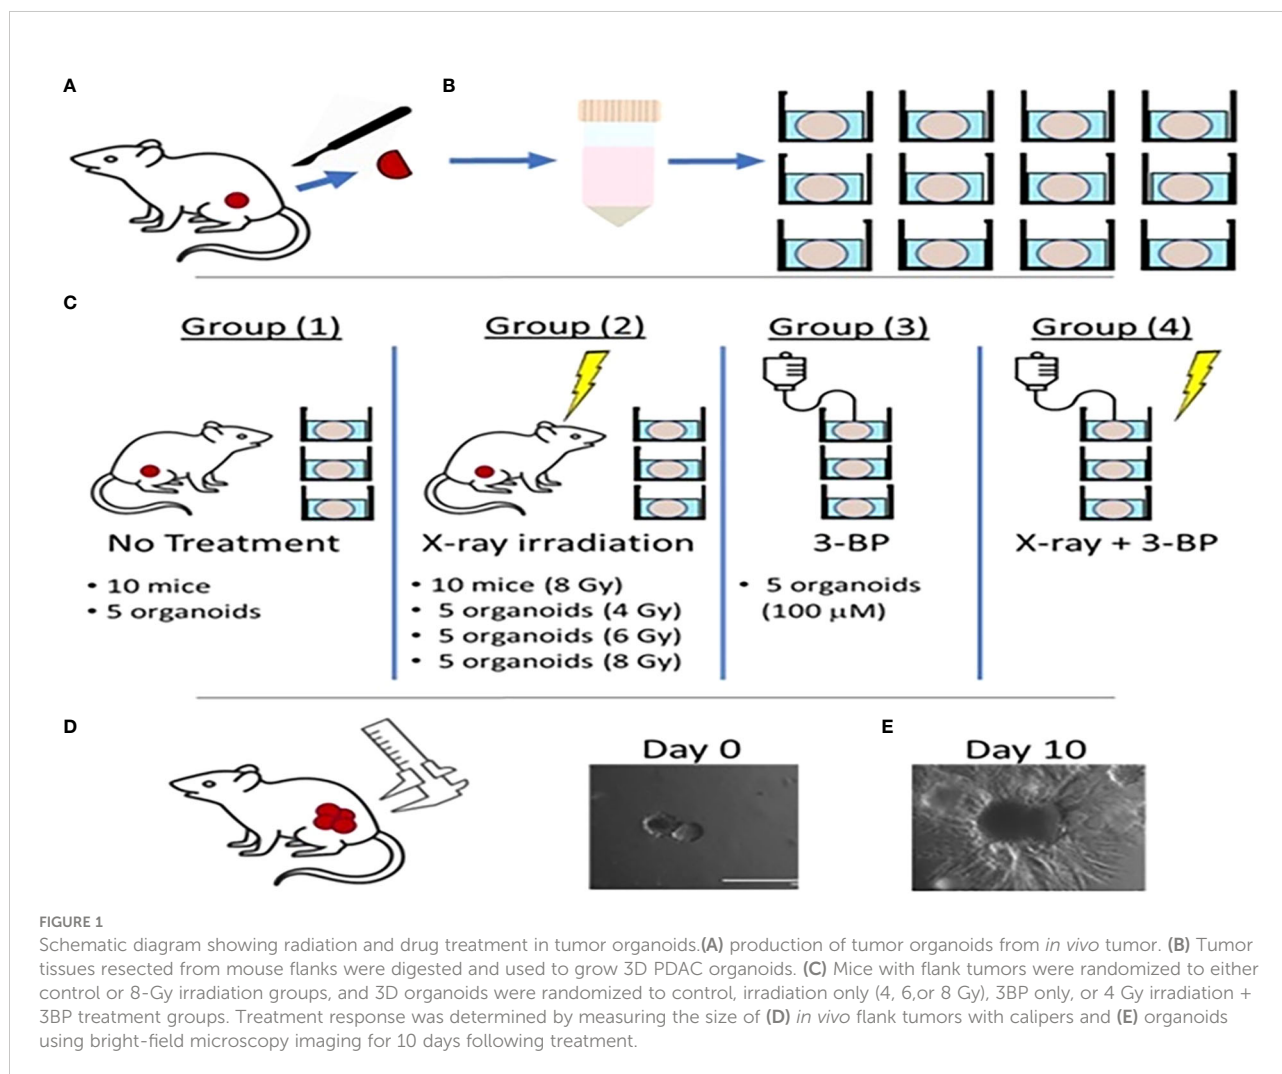 A
B
C
Group (1)
Group (2)
Group (3)
Group (4)
No Treatment
X-ray irradiation
3-BP
X-ray + 3-BP
• 10 mice
• 5 organoids
• 10 mice (8 Gy)
• 5 organoids (4 Gy)
• 5 organoids (6 Gy)
• 5 organoids (8 Gy)
• 5 organoids
(100 μM)
D
Day 0
E
Day 10
FIGURE 1
Schematic diagram showing radiation and drug treatment in tumor organoids.(A) production of tumor organoids from in vivo tumor. (B) Tumor
tissues resected from mouse flanks were digested and used to grow 3D PDAC organoids. (C) Mice with flank tumors were randomized to either
control or 8-Gy irradiation groups, and 3D organoids were randomized to control, irradiation only (4, 6,or 8 Gy), 3BP only, or 4 Gy irradiation +
3BP treatment groups. Treatment response was determined by measuring the size of (D) in vivo flank tumors with calipers and (E) organoids
using bright-field microscopy imaging for 10 days following treatment.